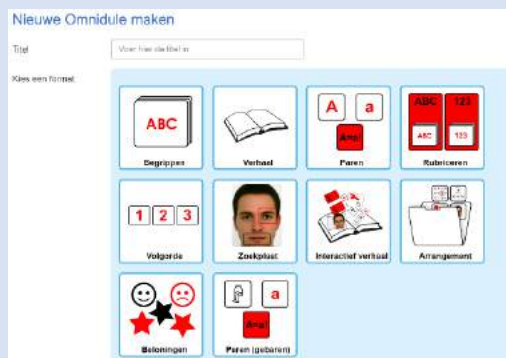 Nieuwe Omnidule maken
Titel
Voer hier de titel in
Kies een format
ABC
Begrippen
Verhaal
A a
A=a!
Paren
ABC 123
ABC 123
Rubriceren
1 2 3
Volgorde
Zoekplaat
Interactief verhaal
Arrangement
Beloningen
a
A=a!
Paren (gebaren)